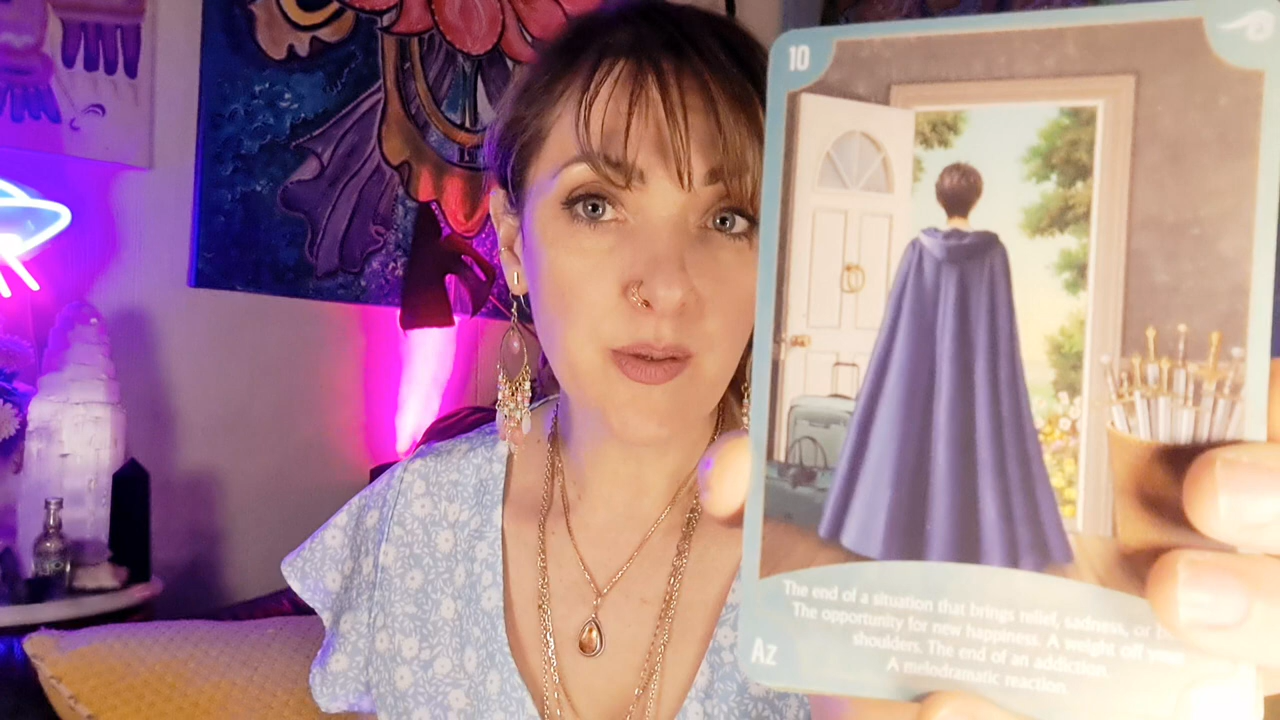 10
The end of a situation that brings relief, sadness, or
The opportunity for new happiness. A weight off your
shoulders. The end of an addiction.
A melodramatic reaction.
Az